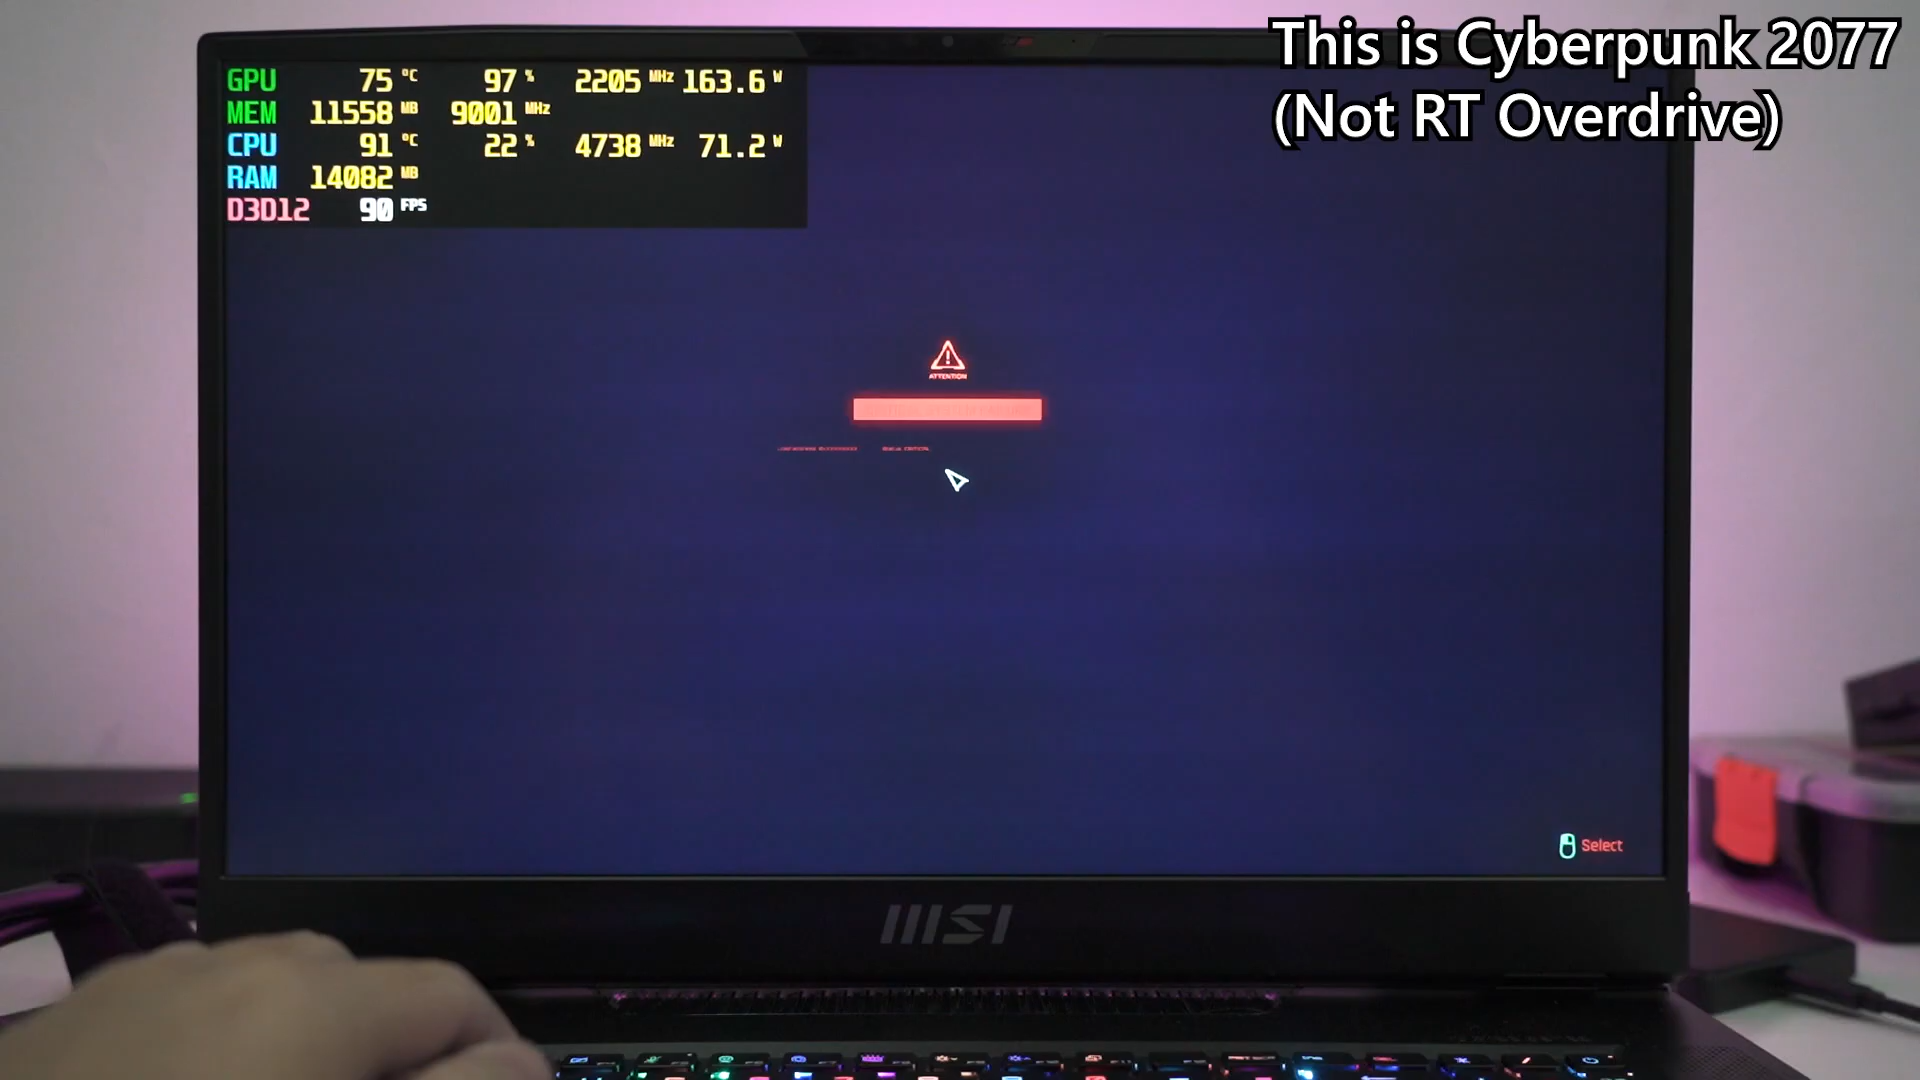 This is Cyberpunk 2077
(Not RT Overdrive)
GPU 75 °C 97 % 2205 MHz 163.6 W
MEM 11558 MB 9001 MHz
CPU 91 °C 22 % 4738 MHz 71.2 W
RAM 14082 MB
D3D12 90 FPS
ATTENTION
Select
msi